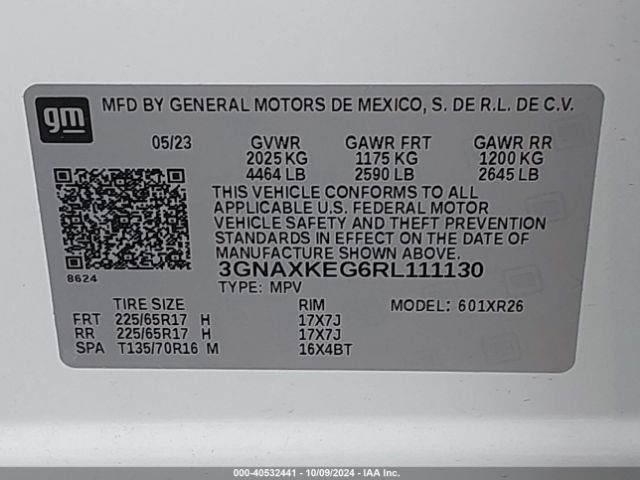 gm
MFD BY GENERAL MOTORS DE MEXICO, S. DE R.L. DE C.V.
05/23 GVWR GAWR FRT GAWR RR
2025 KG 1175 KG 1200 KG
4464 LB 2590 LB 2645 LB
THIS VEHICLE CONFORMS TO ALL
APPLICABLE U.S. FEDERAL MOTOR
VEHICLE SAFETY AND THEFT PREVENTION
STANDARDS IN EFFECT ON THE DATE OF
MANUFACTURE SHOWN ABOVE.
8624 3GNAXKEG6RL111130
TYPE: MPV
TIRE SIZE RIM MODEL: 601XR26
FRT 225/65R17 H 17X7J
RR 225/65R17 H 17X7J
SPA T135/70R16 M 16X4BT
000-40532441 - 10/09/2024 - IAA Inc.